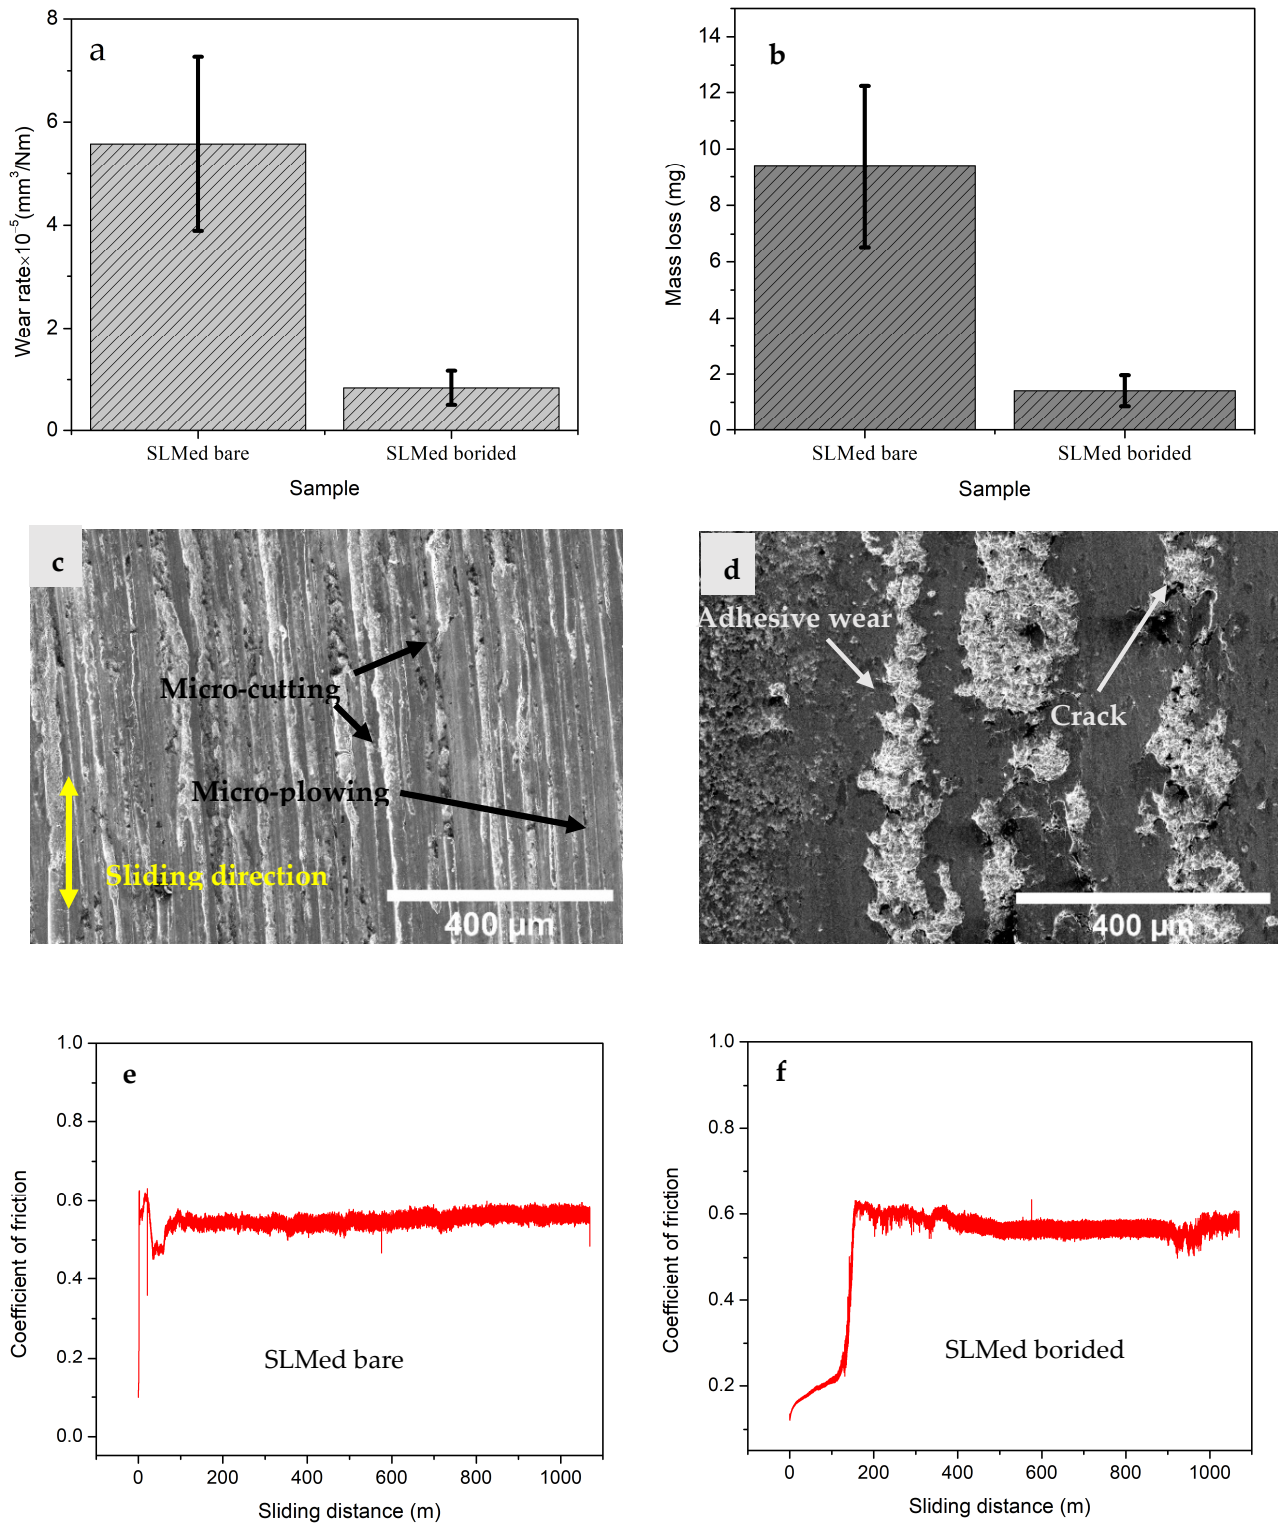 a
8
6
4
2
0
Wear rate×10⁻⁵(mm³/Nm)
SLMed bare
SLMed borided
Sample
b
14
12
10
8
6
4
2
0
Mass loss (mg)
SLMed bare
SLMed borided
Sample
c
Micro-cutting
Micro-plowing
Sliding direction
400 µm
d
Adhesive wear
Crack
400 µm
e
1.0
0.8
0.6
0.4
0.2
0.0
Coefficient of friction
SLMed bare
0 200 400 600 800 1000
Sliding distance (m)
f
1.0
0.8
0.6
0.4
0.2
Coefficient of friction
SLMed borided
0 200 400 600 800 1000
Sliding distance (m)